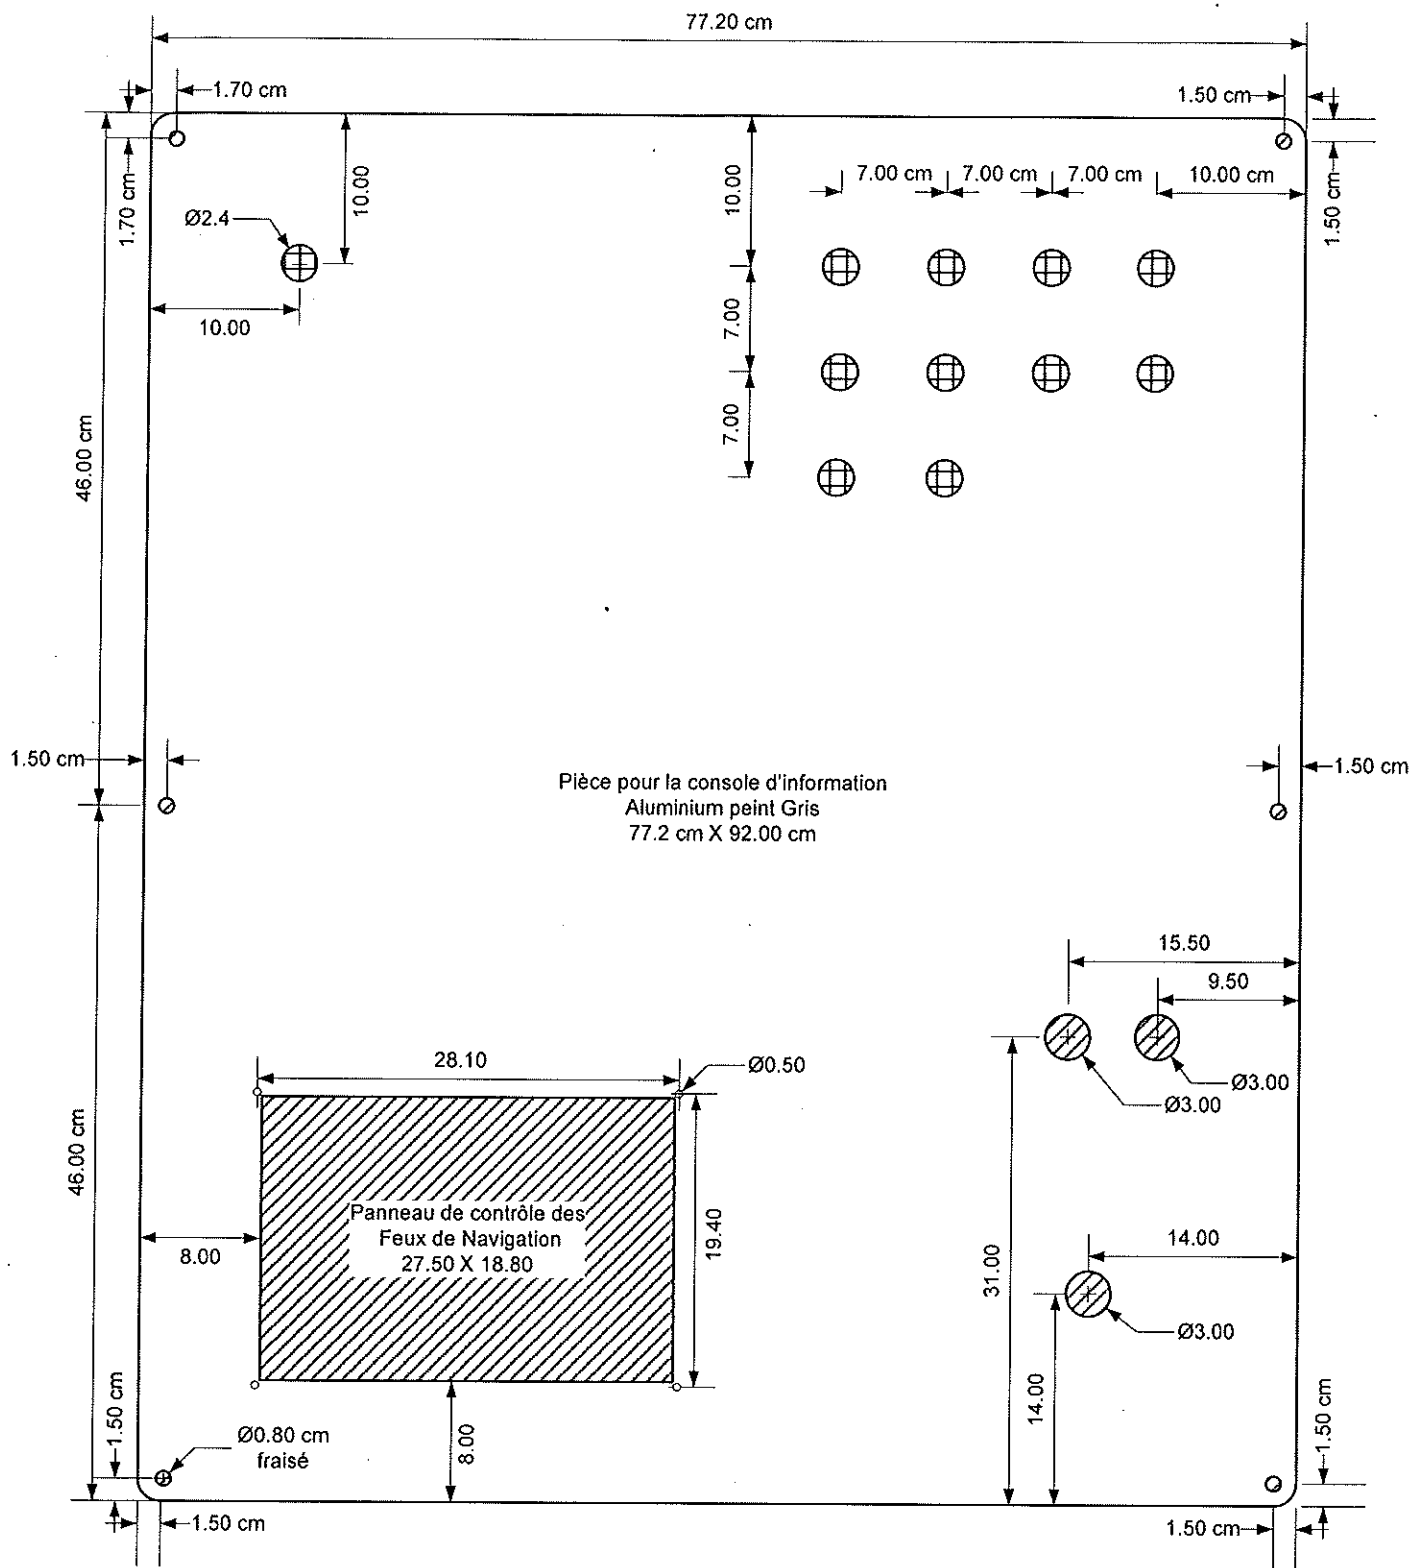 77.20 cm
1.70 cm
1.50 cm
1.70 cm
10.00
10.00
7.00 cm
7.00 cm
7.00 cm
10.00 cm
1.50 cm
Ø2.4
10.00
7.00
7.00
46.00 cm
1.50 cm
1.50 cm
Pièce pour la console d'information
Aluminium peint Gris
77.2 cm X 92.00 cm
15.50
9.50
28.10
Ø0.50
Ø3.00
Ø3.00
46.00 cm
Panneau de contrôle des
Feux de Navigation
27.50 X 18.80
19.40
8.00
31.00
14.00
Ø3.00
14.00
1.50 cm
Ø0.80 cm
fraisé
8.00
1.50 cm
1.50 cm
1.50 cm